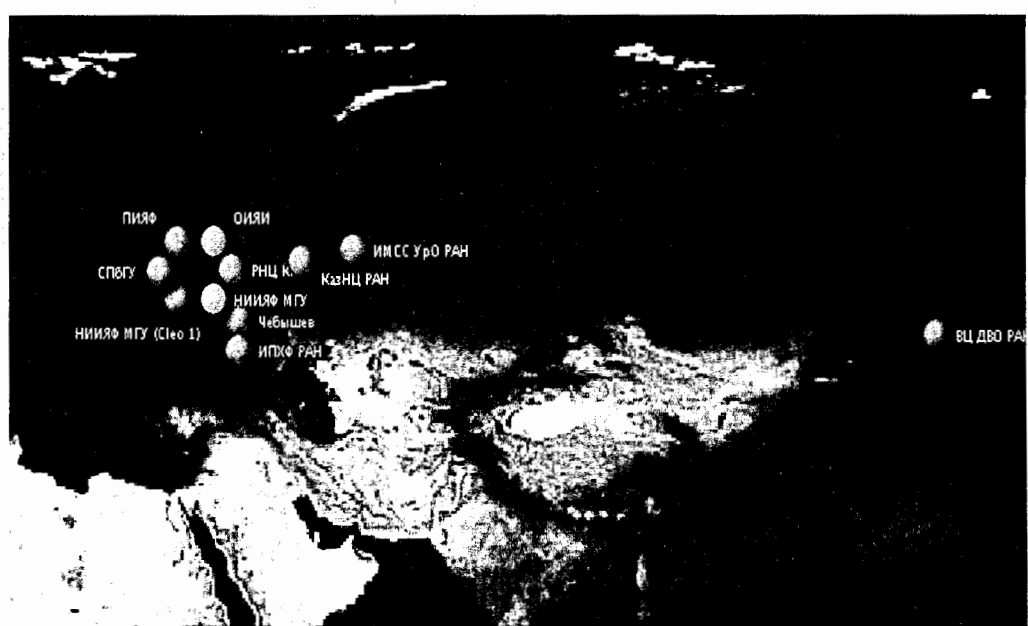 ПИЯФ
ОИЯИ
ИМСС УрО РАН
СПбГУ
РНЦ К
КазНЦ РАН
НИИЯФ МГУ
Чебышев
НИИЯФ МГУ (Cleo 1)
ИПХФ РАН
ВЦ ДВО РАН